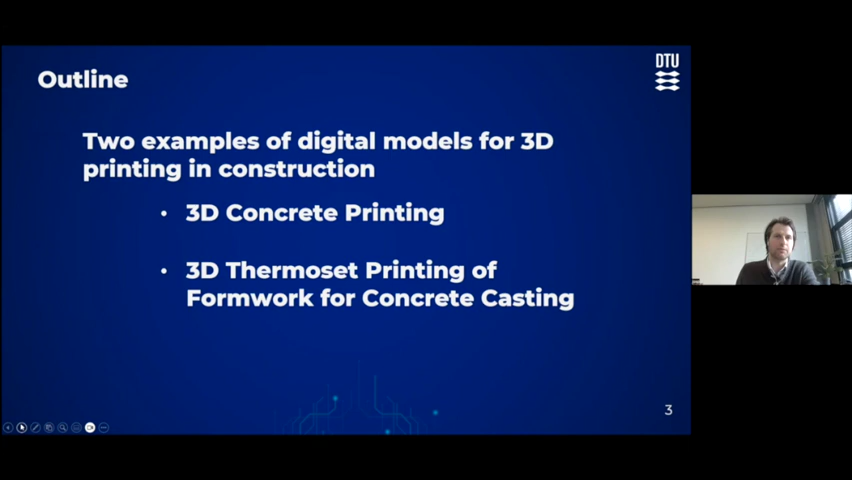 Outline
DTU
Two examples of digital models for 3D
printing in construction
• 3D Concrete Printing
• 3D Thermoset Printing of
Formwork for Concrete Casting
3